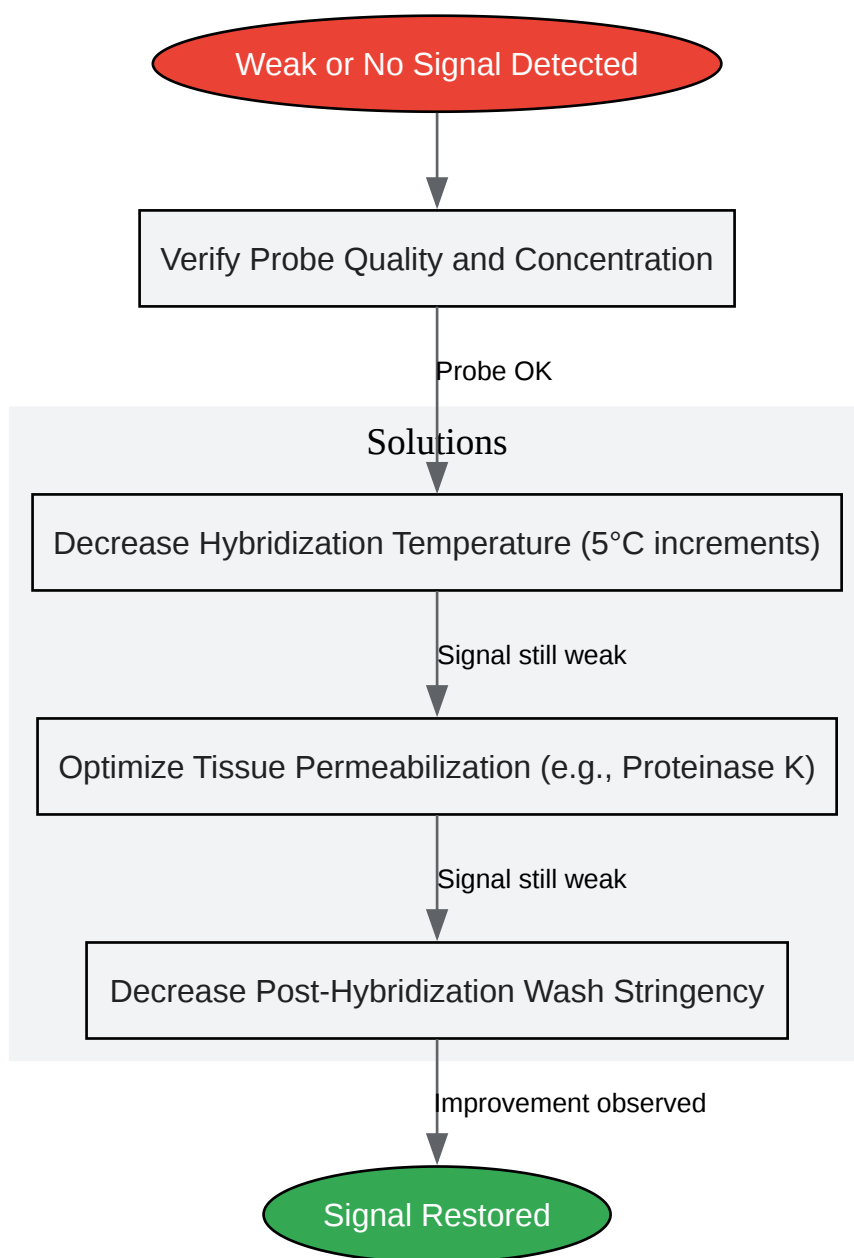 Weak or No Signal Detected
Verify Probe Quality and Concentration
Probe OK
Solutions
Decrease Hybridization Temperature (5°C increments)
Signal still weak
Optimize Tissue Permeabilization (e.g., Proteinase K)
Signal still weak
Decrease Post-Hybridization Wash Stringency
Improvement observed
Signal Restored